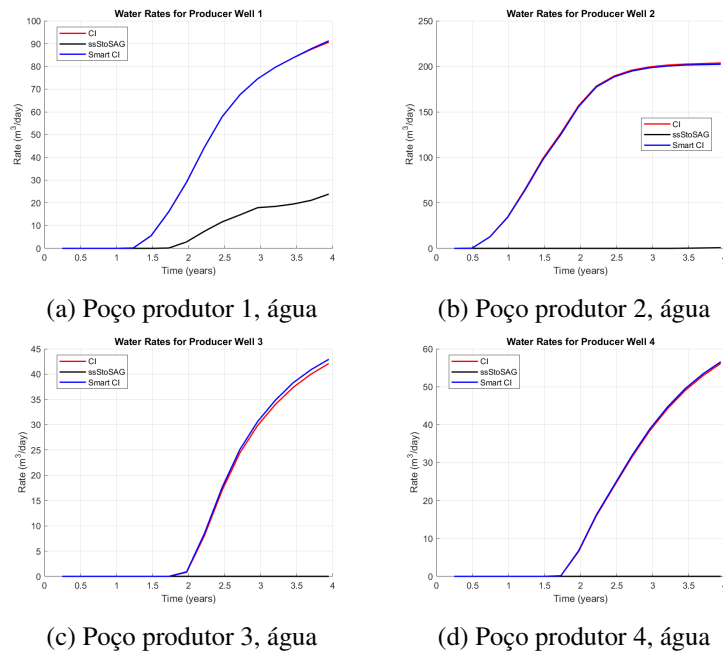 Water Rates for Producer Well 1
CI
ssStoSAG
Smart CI
Rate (m³/day)
0
10
20
30
40
50
60
70
80
90
100
0 0.5 1 1.5 2 2.5 3 3.5 4
Time (years)
(a) Poço produtor 1, água
Water Rates for Producer Well 2
CI
ssStoSAG
Smart CI
Rate (m³/day)
0
50
100
150
200
250
0 0.5 1 1.5 2 2.5 3 3.5 4
Time (years)
(b) Poço produtor 2, água
Water Rates for Producer Well 3
CI
ssStoSAG
Smart CI
Rate (m³/day)
0
5
10
15
20
25
30
35
40
45
0 0.5 1 1.5 2 2.5 3 3.5 4
Time (years)
(c) Poço produtor 3, água
Water Rates for Producer Well 4
CI
ssStoSAG
Smart CI
Rate (m³/day)
0
10
20
30
40
50
60
0 0.5 1 1.5 2 2.5 3 3.5 4
Time (years)
(d) Poço produtor 4, água